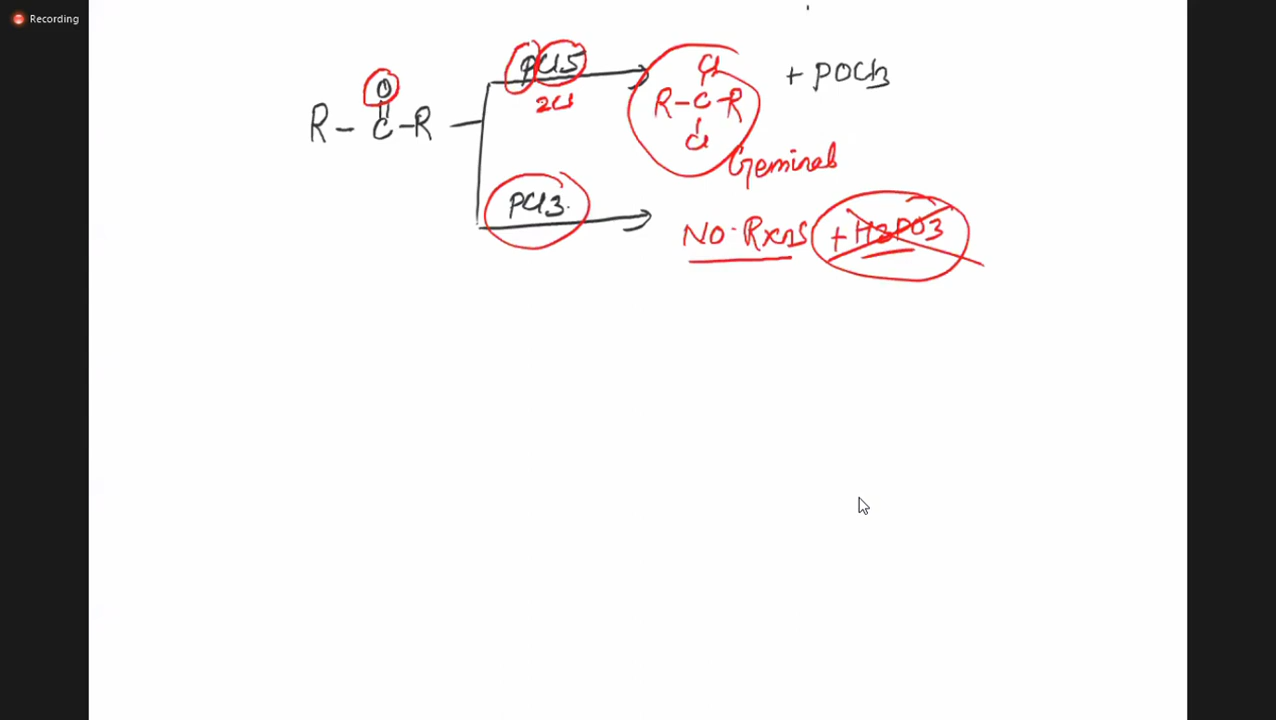 Recording
PCl5
2Cl
O
||
R - C - R
Cl
R - C - R
Cl
+ POCl3
Geminal
PCl3.
NO. Rxns + H3PO3